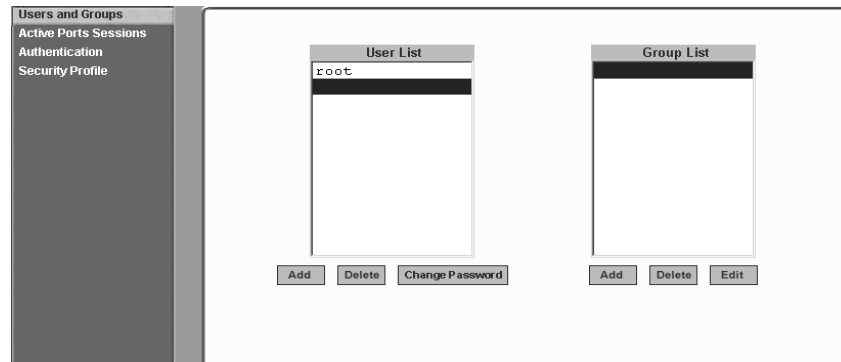 Users and Groups
Active Ports Sessions
Authentication
Security Profile
User List
root
Add Delete Change Password
Group List
Add Delete Edit